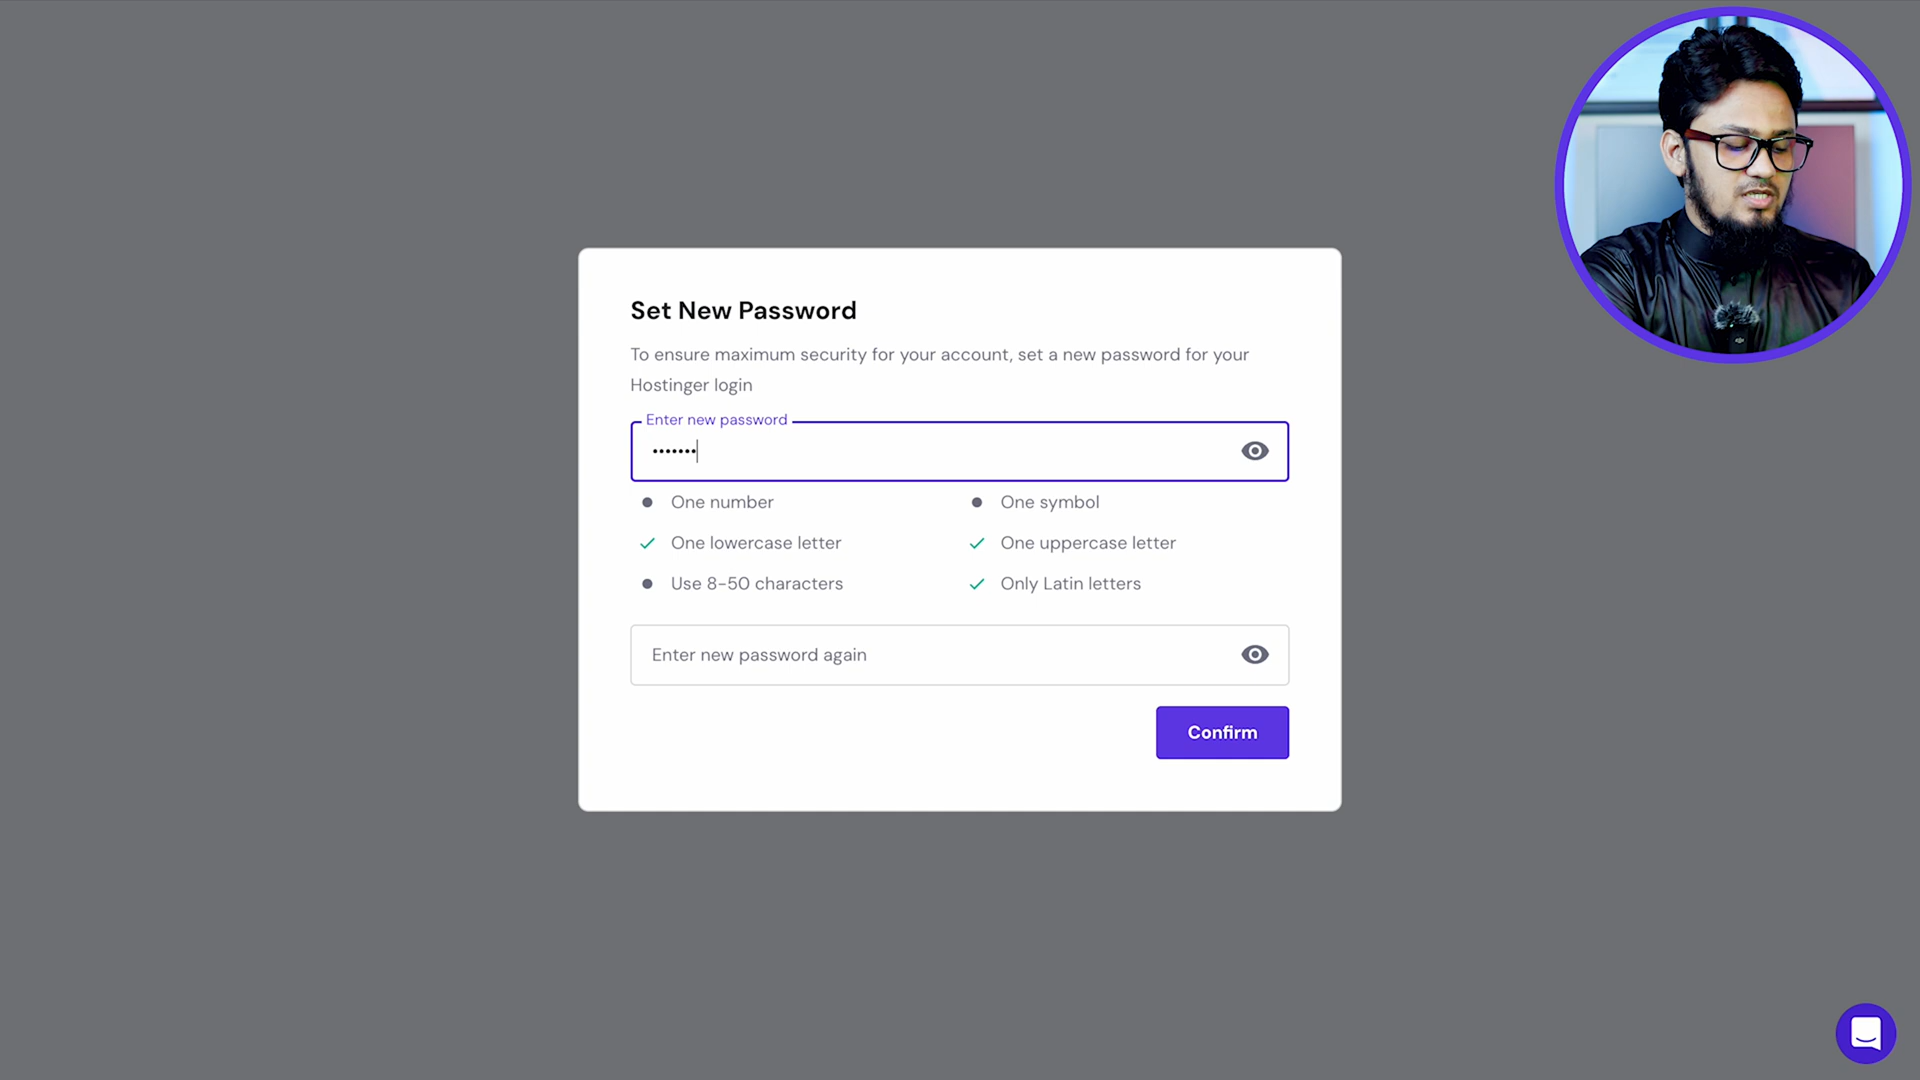 Set New Password
To ensure maximum security for your account, set a new password for your
Hostinger login
Enter new password
•••••••
One number
One symbol
One lowercase letter
One uppercase letter
Use 8-50 characters
Only Latin letters
Enter new password again
Confirm